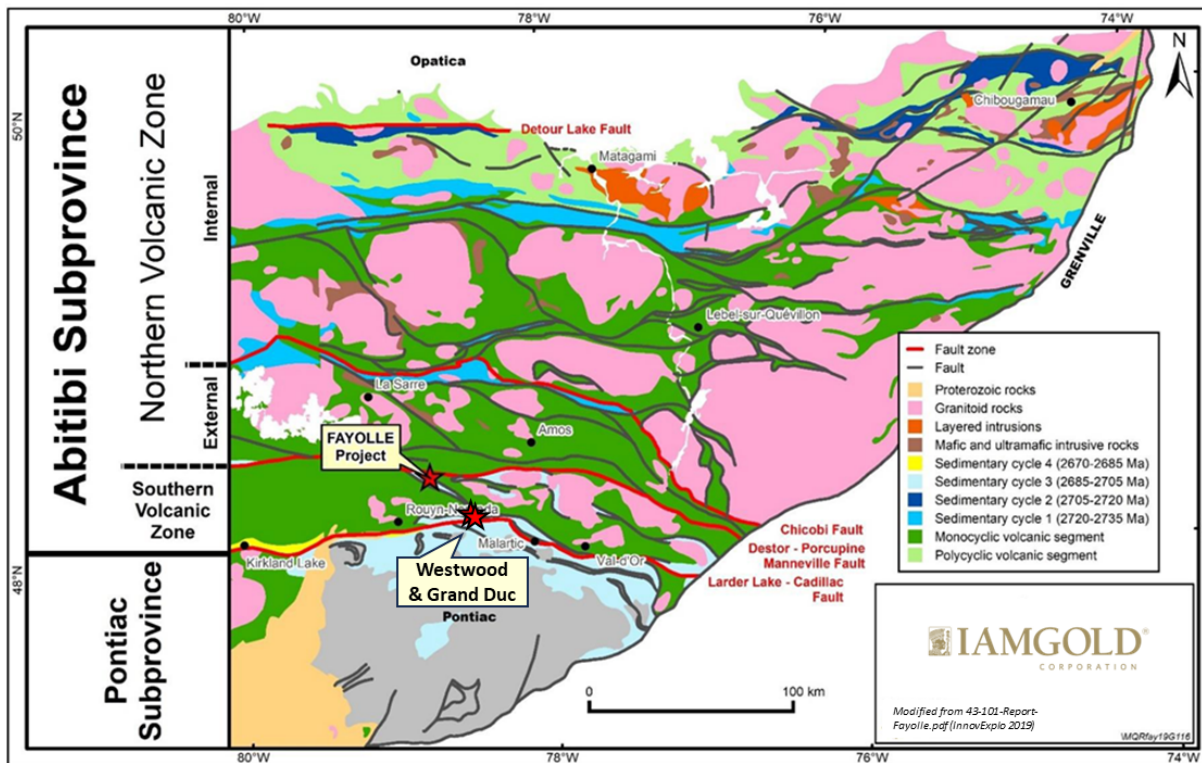 80°W
78°W
76°W
74°W
N
Opatica
Chibougamau
50°N
Detour Lake Fault
Matagami
Abitibi Subprovince
Northern Volcanic Zone
Internal
GRENVILLE
Lebel-sur-Quévillon
Fault zone
Fault
Proterozoic rocks
Granitoid rocks
Layered intrusions
Mafic and ultramafic intrusive rocks
Sedimentary cycle 4 (2670-2685 Ma)
Sedimentary cycle 3 (2685-2705 Ma)
Sedimentary cycle 2 (2705-2720 Ma)
Sedimentary cycle 1 (2720-2735 Ma)
Monocyclic volcanic segment
Polycyclic volcanic segment
External
La Sarre
Amos
FAYOLLE
Project
Southern
Volcanic
Zone
Chicobi Fault
Destor - Porcupine
Manneville Fault
Larder Lake - Cadillac
Fault
Malartic
Val-d'Or
Kirkland Lake
48°N
Westwood
& Grand Duc
Pontiac
Pontiac
Subprovince
IAMGOLD®
CORPORATION
0
100 km
Modified from 43-101-Report-
Fayolle.pdf (InnovExplo 2019)
\MQRfay19G116
80°W
78°W
76°W
74°W